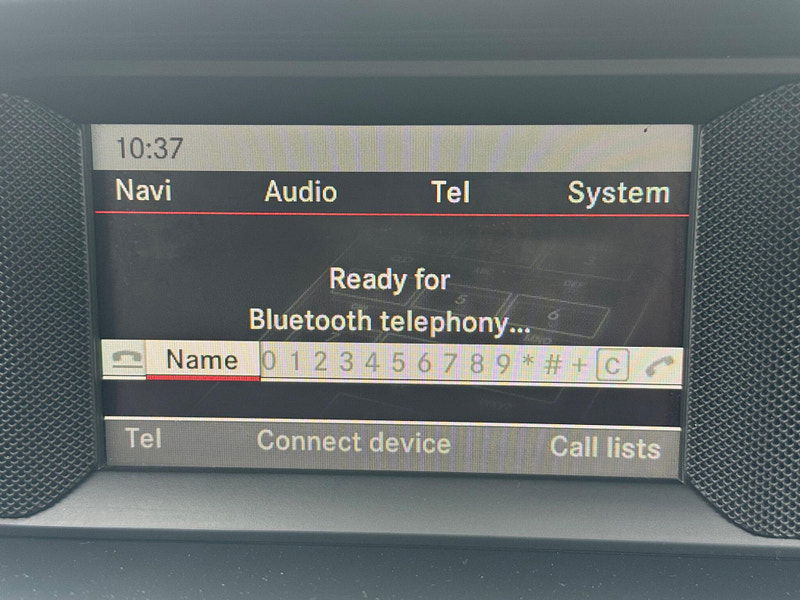 10:37
Navi Audio Tel System
Ready for
Bluetooth telephony...
Name 0 1 2 3 4 5 6 7 8 9 * # + C
Tel Connect device Call lists